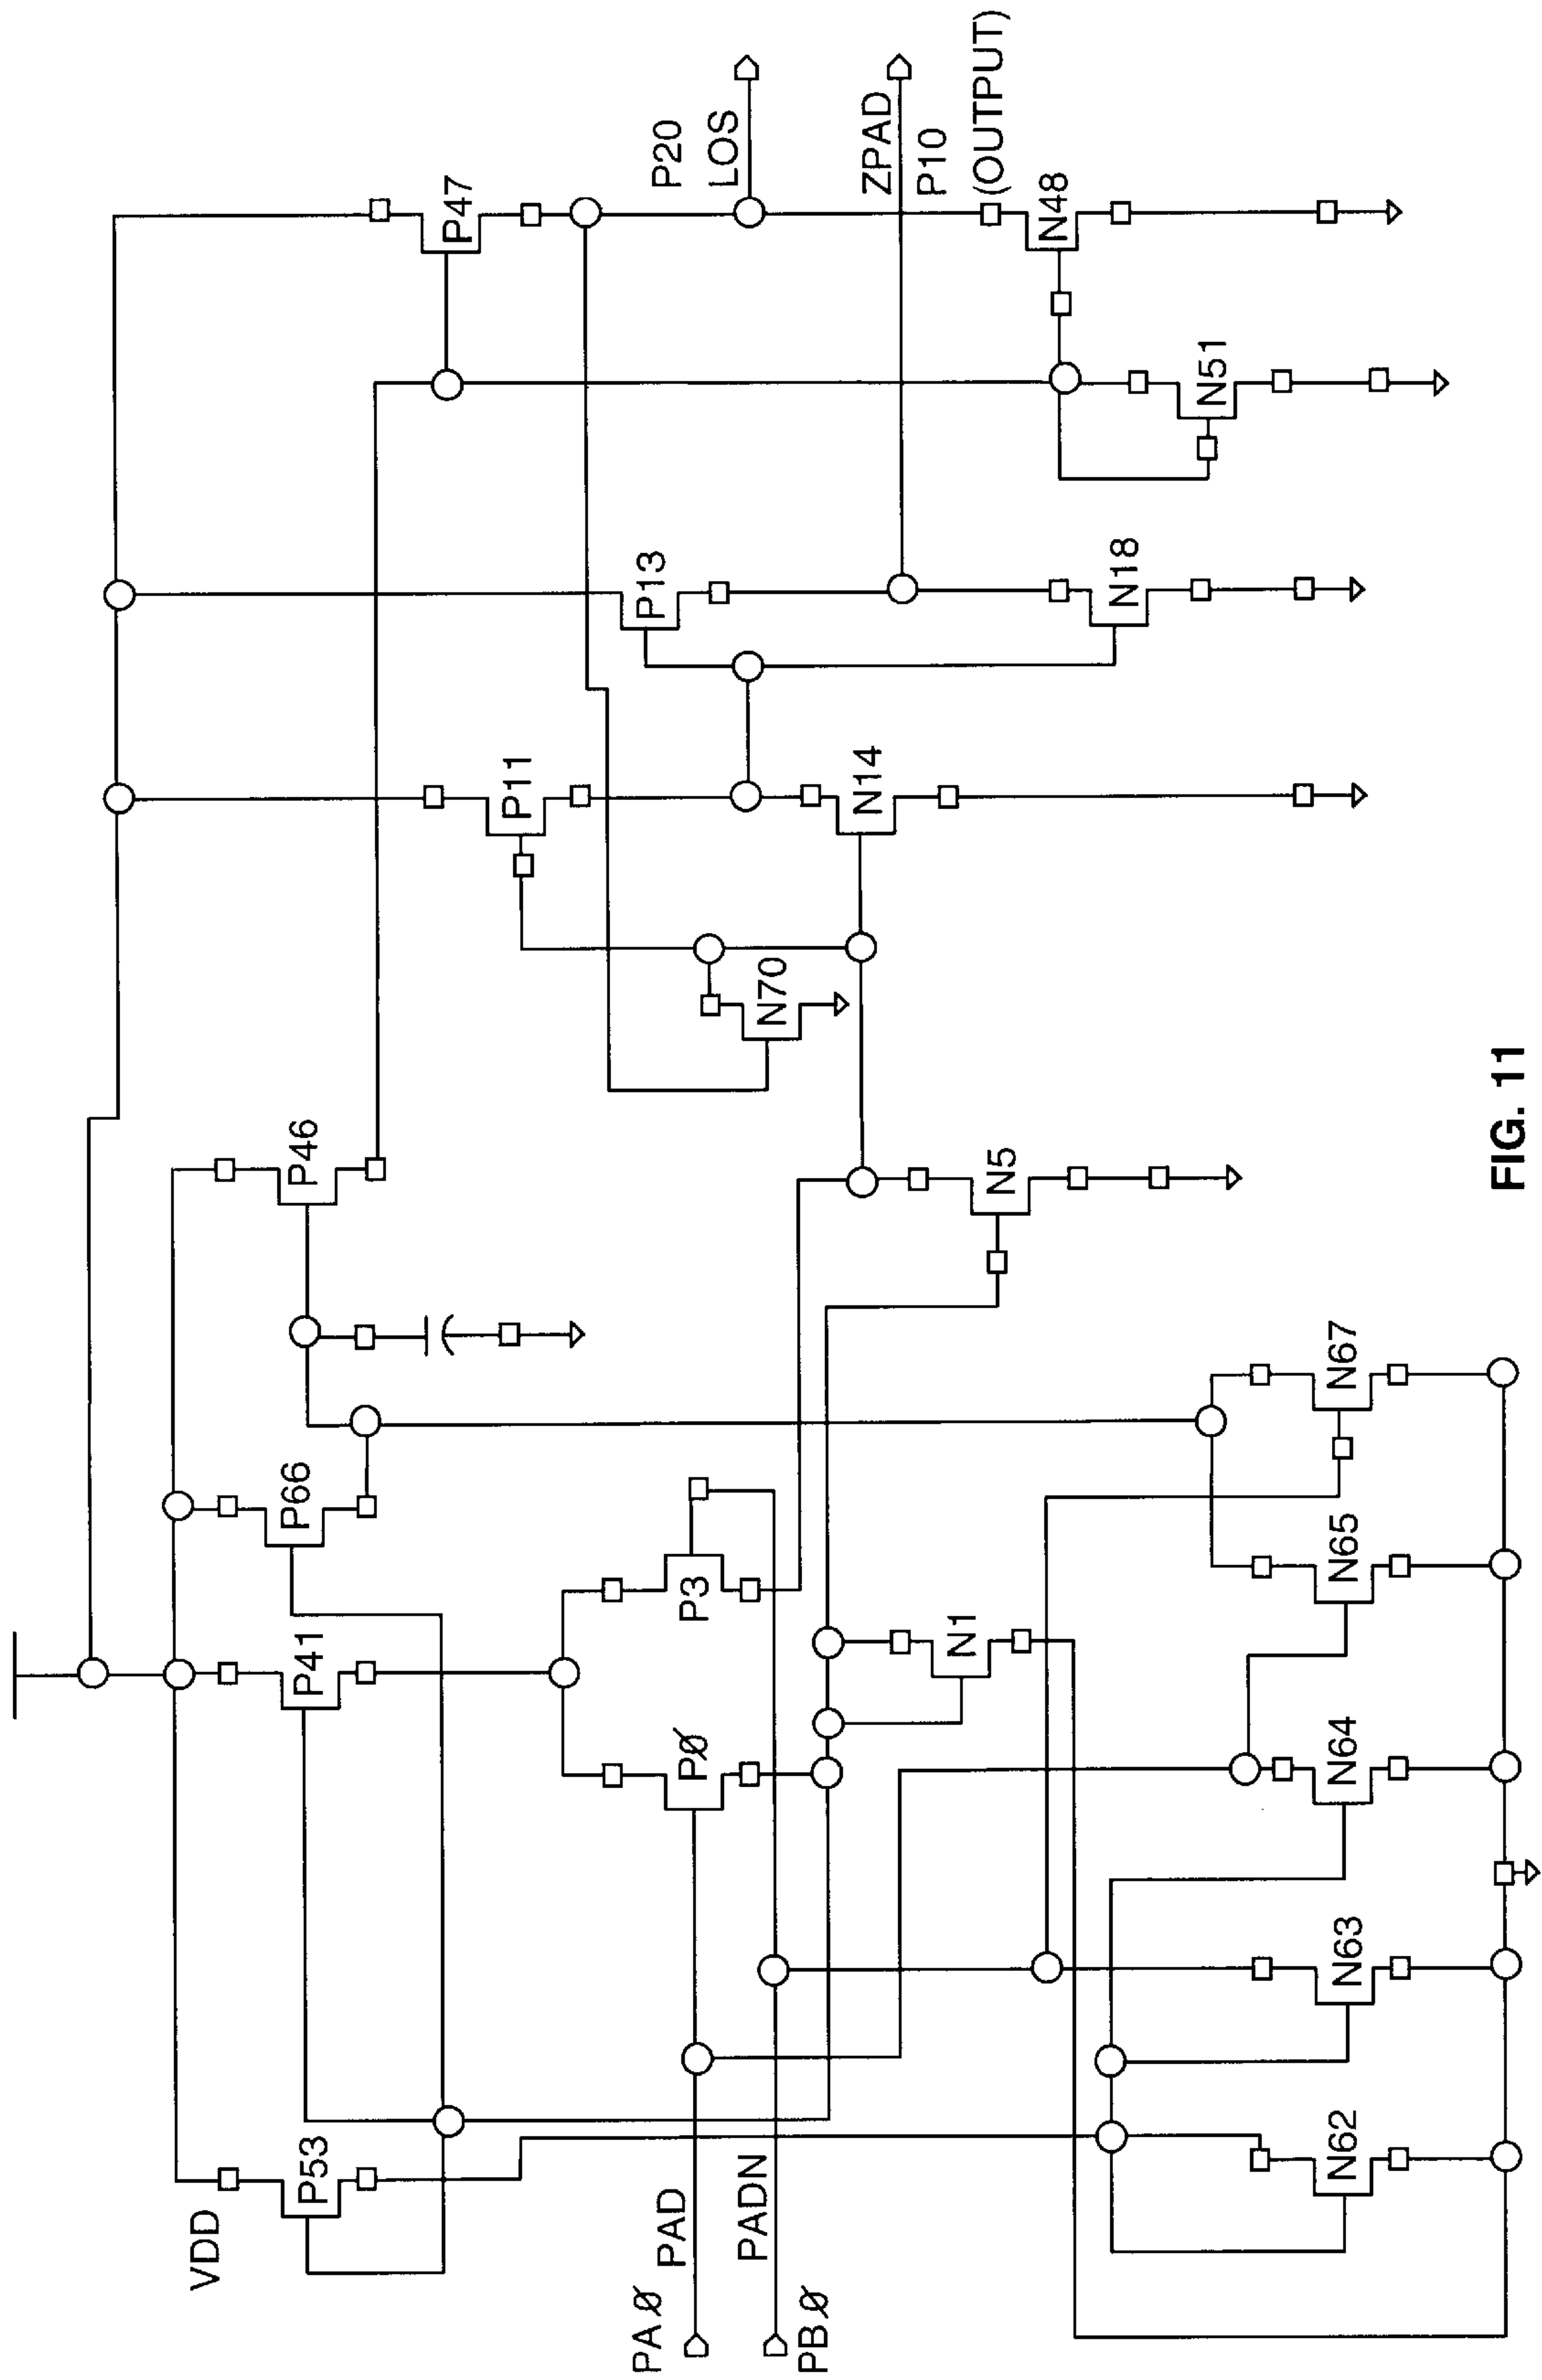 VDD
P53
P41
P66
P46
P47
PAØ
PAD
PADN
PBØ
PØ
P3
N1
N5
N70
P11
N14
P13
N18
P20
LOS
ZPAD
P10
(OUTPUT)
N48
N51
N62
N63
N64
N65
N67
FIG. 11